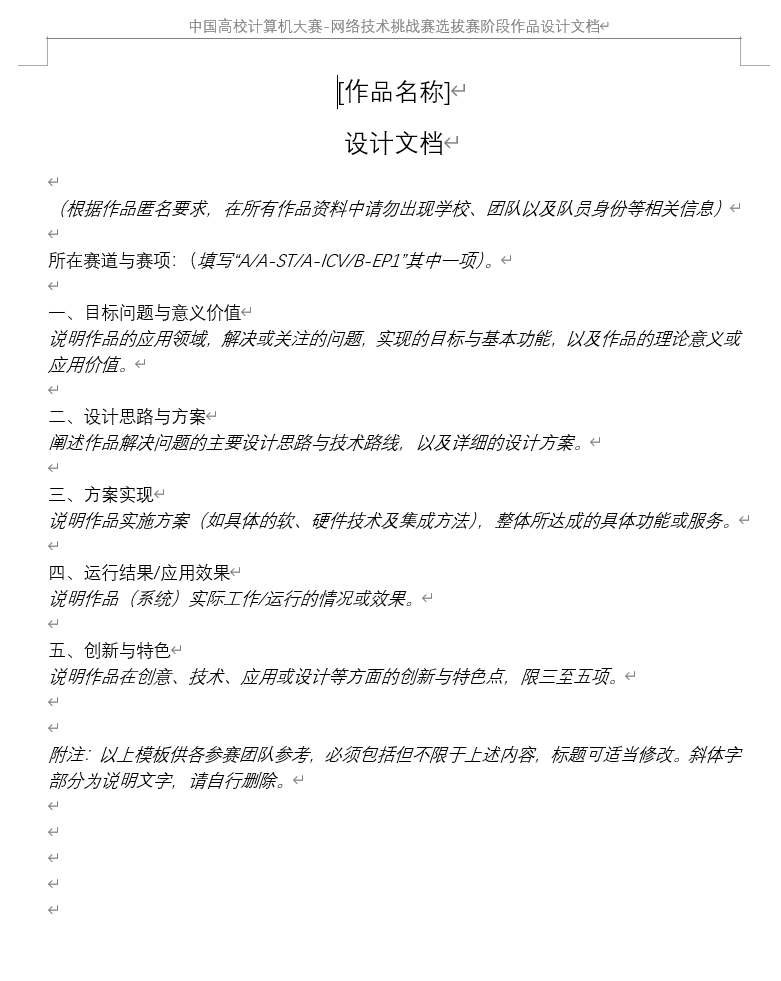 中国高校计算机大赛-网络技术挑战赛选拔赛阶段作品设计文档
[作品名称]
设计文档
（根据作品匿名要求，在所有作品资料中请勿出现学校、团队以及队员身份等相关信息）
所在赛道与赛项：（填写“A/A-ST/A-ICV/B-EP1”其中一项）。
一、目标问题与意义价值
说明作品的应用领域，解决或关注的问题，实现的目标与基本功能，以及作品的理论意义或
应用价值。
二、设计思路与方案
阐述作品解决问题的主要设计思路与技术路线，以及详细的设计方案。
三、方案实现
说明作品实施方案（如具体的软、硬件技术及集成方法），整体所达成的具体功能或服务。
四、运行结果/应用效果
说明作品（系统）实际工作/运行的情况或效果。
五、创新与特色
说明作品在创意、技术、应用或设计等方面的创新与特色点，限三至五项。
附注：以上模板供各参赛团队参考，必须包括但不限于上述内容，标题可适当修改。斜体字
部分为说明文字，请自行删除。